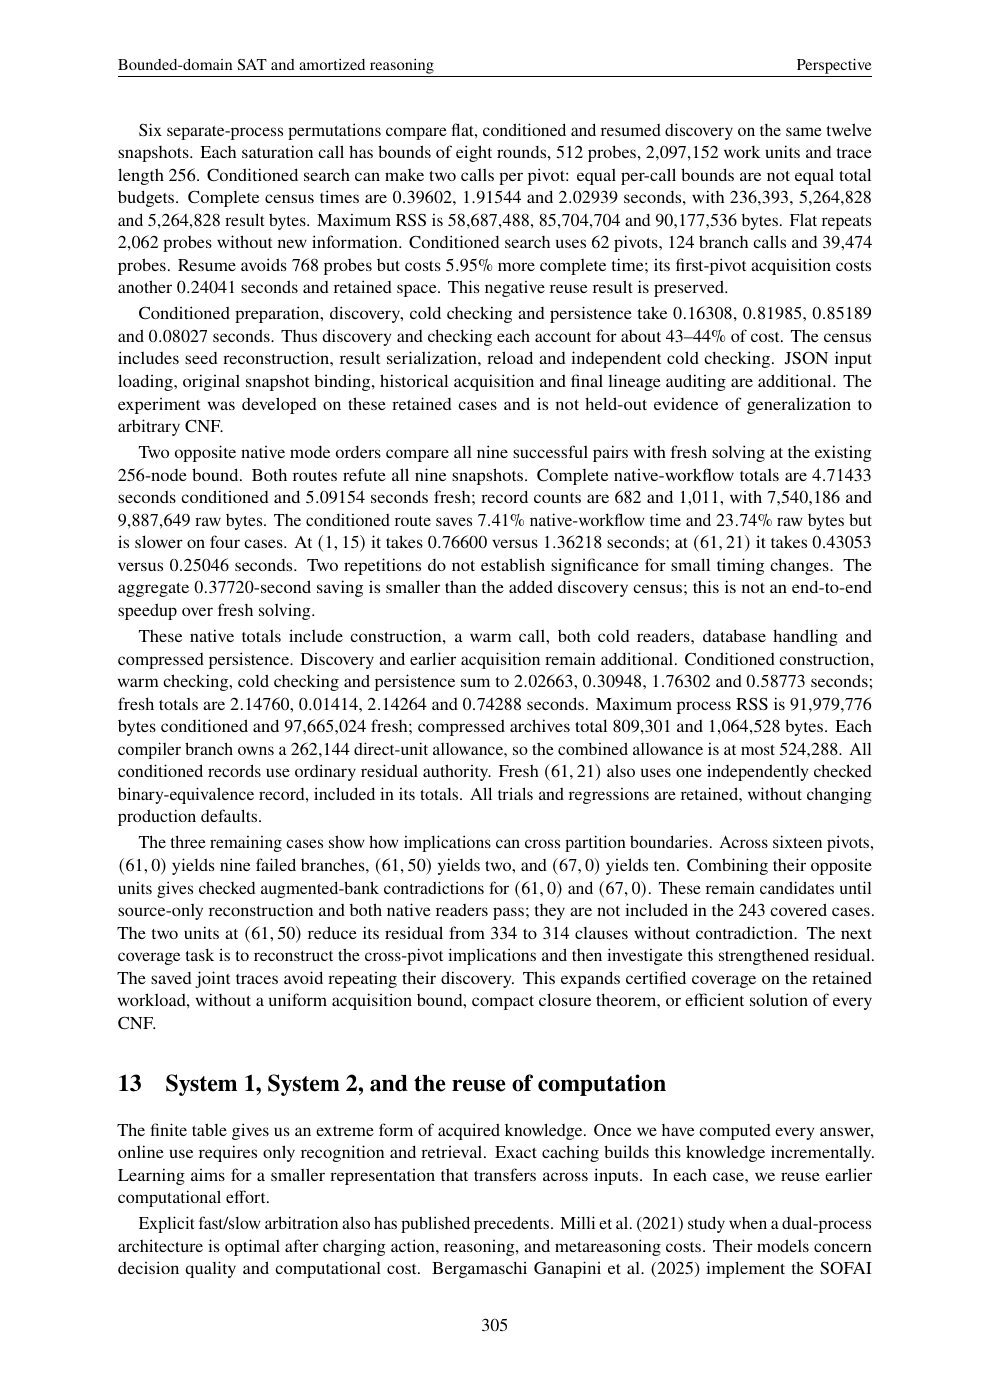 Bounded-domain SAT and amortized reasoning Perspective
Six separate-process permutations compare flat, conditioned and resumed discovery on the same twelve
snapshots. Each saturation call has bounds of eight rounds, 512 probes, 2,097,152 work units and trace
length 256. Conditioned search can make two calls per pivot: equal per-call bounds are not equal total
budgets. Complete census times are 0.39602, 1.91544 and 2.02939 seconds, with 236,393, 5,264,828
and 5,264,828 result bytes. Maximum RSS is 58,687,488, 85,704,704 and 90,177,536 bytes. Flat repeats
2,062 probes without new information. Conditioned search uses 62 pivots, 124 branch calls and 39,474
probes. Resume avoids 768 probes but costs 5.95% more complete time; its first-pivot acquisition costs
another 0.24041 seconds and retained space. This negative reuse result is preserved.
Conditioned preparation, discovery, cold checking and persistence take 0.16308, 0.81985, 0.85189
and 0.08027 seconds. Thus discovery and checking each account for about 43–44% of cost. The census
includes seed reconstruction, result serialization, reload and independent cold checking. JSON input
loading, original snapshot binding, historical acquisition and final lineage auditing are additional. The
experiment was developed on these retained cases and is not held-out evidence of generalization to
arbitrary CNF.
Two opposite native mode orders compare all nine successful pairs with fresh solving at the existing
256-node bound. Both routes refute all nine snapshots. Complete native-workflow totals are 4.71433
seconds conditioned and 5.09154 seconds fresh; record counts are 682 and 1,011, with 7,540,186 and
9,887,649 raw bytes. The conditioned route saves 7.41% native-workflow time and 23.74% raw bytes but
is slower on four cases. At (1, 15) it takes 0.76600 versus 1.36218 seconds; at (61, 21) it takes 0.43053
versus 0.25046 seconds. Two repetitions do not establish significance for small timing changes. The
aggregate 0.37720-second saving is smaller than the added discovery census; this is not an end-to-end
speedup over fresh solving.
These native totals include construction, a warm call, both cold readers, database handling and
compressed persistence. Discovery and earlier acquisition remain additional. Conditioned construction,
warm checking, cold checking and persistence sum to 2.02663, 0.30948, 1.76302 and 0.58773 seconds;
fresh totals are 2.14760, 0.01414, 2.14264 and 0.74288 seconds. Maximum process RSS is 91,979,776
bytes conditioned and 97,665,024 fresh; compressed archives total 809,301 and 1,064,528 bytes. Each
compiler branch owns a 262,144 direct-unit allowance, so the combined allowance is at most 524,288. All
conditioned records use ordinary residual authority. Fresh (61, 21) also uses one independently checked
binary-equivalence record, included in its totals. All trials and regressions are retained, without changing
production defaults.
The three remaining cases show how implications can cross partition boundaries. Across sixteen pivots,
(61, 0) yields nine failed branches, (61, 50) yields two, and (67, 0) yields ten. Combining their opposite
units gives checked augmented-bank contradictions for (61, 0) and (67, 0). These remain candidates until
source-only reconstruction and both native readers pass; they are not included in the 243 covered cases.
The two units at (61, 50) reduce its residual from 334 to 314 clauses without contradiction. The next
coverage task is to reconstruct the cross-pivot implications and then investigate this strengthened residual.
The saved joint traces avoid repeating their discovery. This expands certified coverage on the retained
workload, without a uniform acquisition bound, compact closure theorem, or efficient solution of every
CNF.
13 System 1, System 2, and the reuse of computation
The finite table gives us an extreme form of acquired knowledge. Once we have computed every answer,
online use requires only recognition and retrieval. Exact caching builds this knowledge incrementally.
Learning aims for a smaller representation that transfers across inputs. In each case, we reuse earlier
computational effort.
Explicit fast/slow arbitration also has published precedents. Milli et al. (2021) study when a dual-process
architecture is optimal after charging action, reasoning, and metareasoning costs. Their models concern
decision quality and computational cost. Bergamaschi Ganapini et al. (2025) implement the SOFAI
305